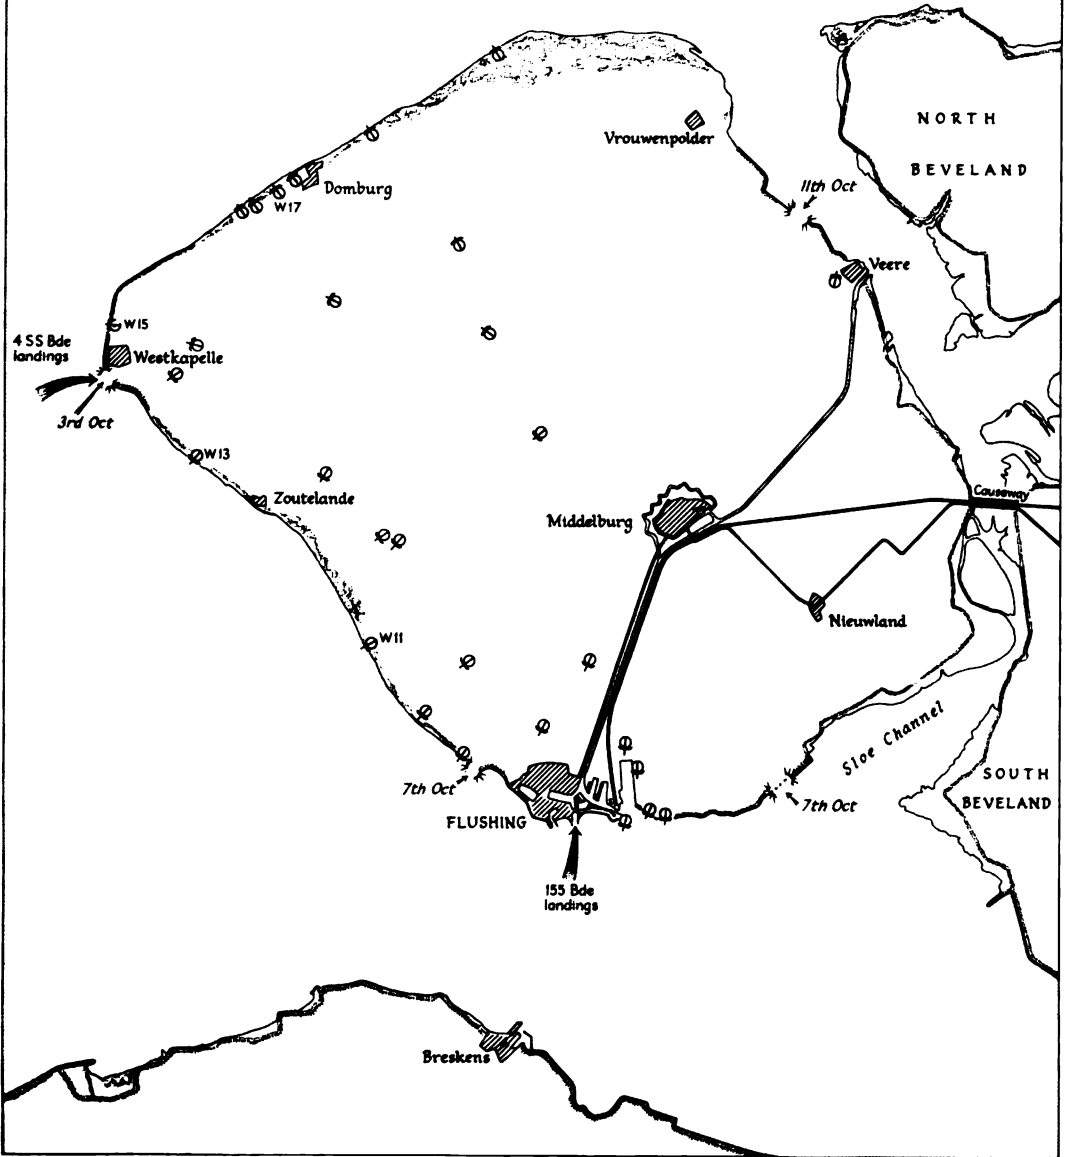 NORTH
BEVELAND
Vrouwenpolder
11th Oct
Domburg
W17
Veere
W15
4 SS Bde
landings
Westkapelle
3rd Oct
W13
Zoutelande
Causeway
Middelburg
Nieuwland
W11
Sloe Channel
7th Oct
7th Oct
SOUTH
BEVELAND
FLUSHING
155 Bde
landings
Breskens